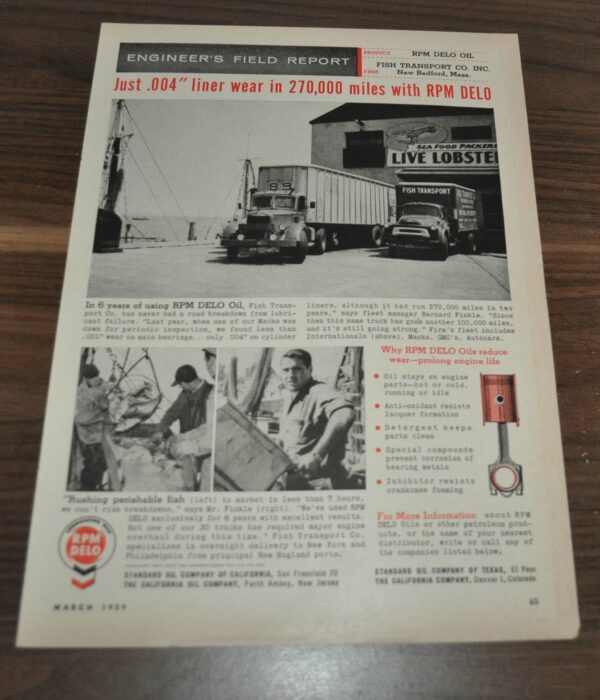 ENGINEER'S FIELD REPORT
PRODUCT RPM DELO OIL
FIRM FISH TRANSPORT CO. INC.
New Bedford, Mass.
Just .004" liner wear in 270,000 miles with RPM DELO
SEA FOOD PACKERS
LIVE LOBSTE
FISH TRANSPORT
In 6 years of using RPM DELO Oil, Fish Trans-
port Co. has never had a road breakdown from lubri-
cant failure. "Last year, when one of our Macks was
down for periodic inspection, we found less than
.001" wear on main bearings...only .004" on cylinder
liners, although it had run 270,000 miles in two
years," says fleet manager Bernard Finkle. "Since
then this same truck has gone another 100,000 miles,
and it's still going strong." Firm's fleet includes
Internationals (above), Macks, GMC's, Autocars.
Why RPM DELO Oils reduce
wear—prolong engine life
Oil stays on engine
parts—hot or cold,
running or idle
Anti-oxidant resists
lacquer formation
Detergent keeps
parts clean
Special compounds
prevent corrosion of
bearing metals
Inhibitor resists
crankcase foaming
"Rushing perishable fish (left) to market in less than 7 hours,
we can't risk breakdowns," says Mr. Finkle (right). "We've used RPM
DELO exclusively for 6 years with excellent results.
Not one of our 30 trucks has required major engine
overhaul during this time." Fish Transport Co.
specializes in overnight delivery to New York and
Philadelphia from principal New England ports.
RPM
DELO
For More Information about RPM
DELO Oils or other petroleum prod-
ucts, or the name of your nearest
distributor, write or call any of
the companies listed below.
STANDARD OIL COMPANY OF CALIFORNIA, San Francisco 20
THE CALIFORNIA OIL COMPANY, Perth Amboy, New Jersey
STANDARD OIL COMPANY OF TEXAS, El Paso
THE CALIFORNIA COMPANY, Denver 1, Colorado
MARCH 1959
65